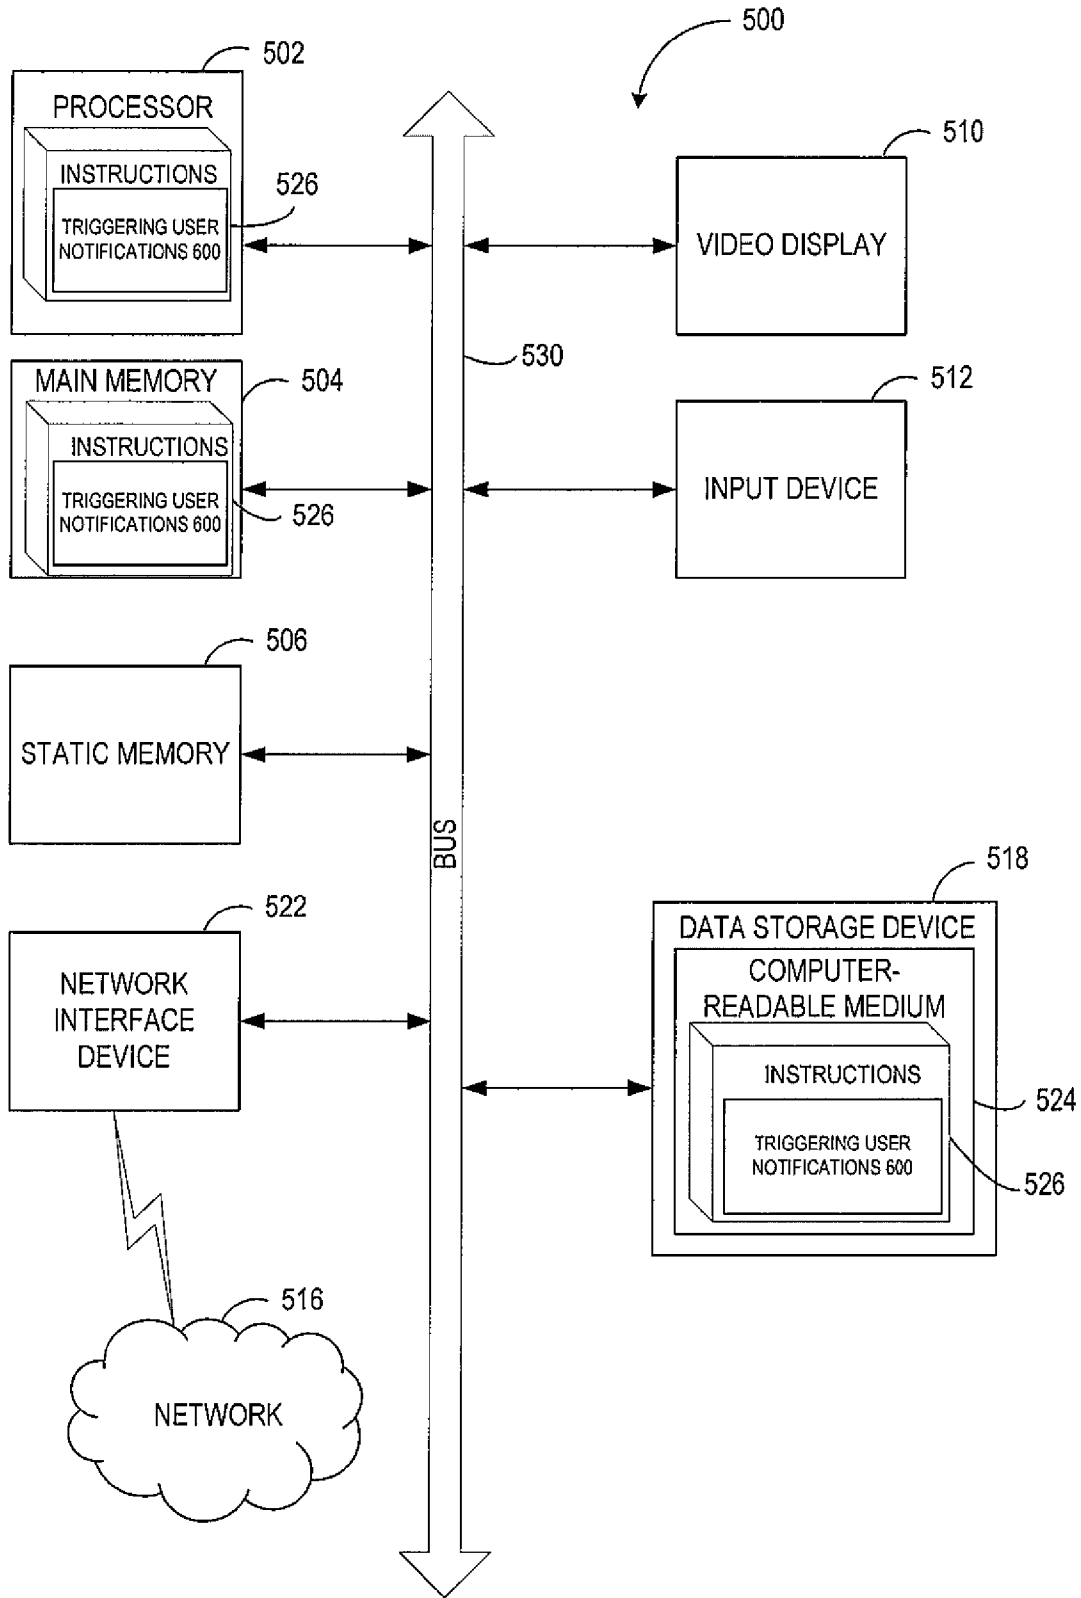 500
502
PROCESSOR
INSTRUCTIONS
526
TRIGGERING USER
NOTIFICATIONS 600
510
VIDEO DISPLAY
530
MAIN MEMORY
504
INSTRUCTIONS
TRIGGERING USER
NOTIFICATIONS 600
526
512
INPUT DEVICE
506
STATIC MEMORY
BUS
522
NETWORK
INTERFACE
DEVICE
518
DATA STORAGE DEVICE
COMPUTER-
READABLE MEDIUM
INSTRUCTIONS
524
TRIGGERING USER
NOTIFICATIONS 600
526
516
NETWORK